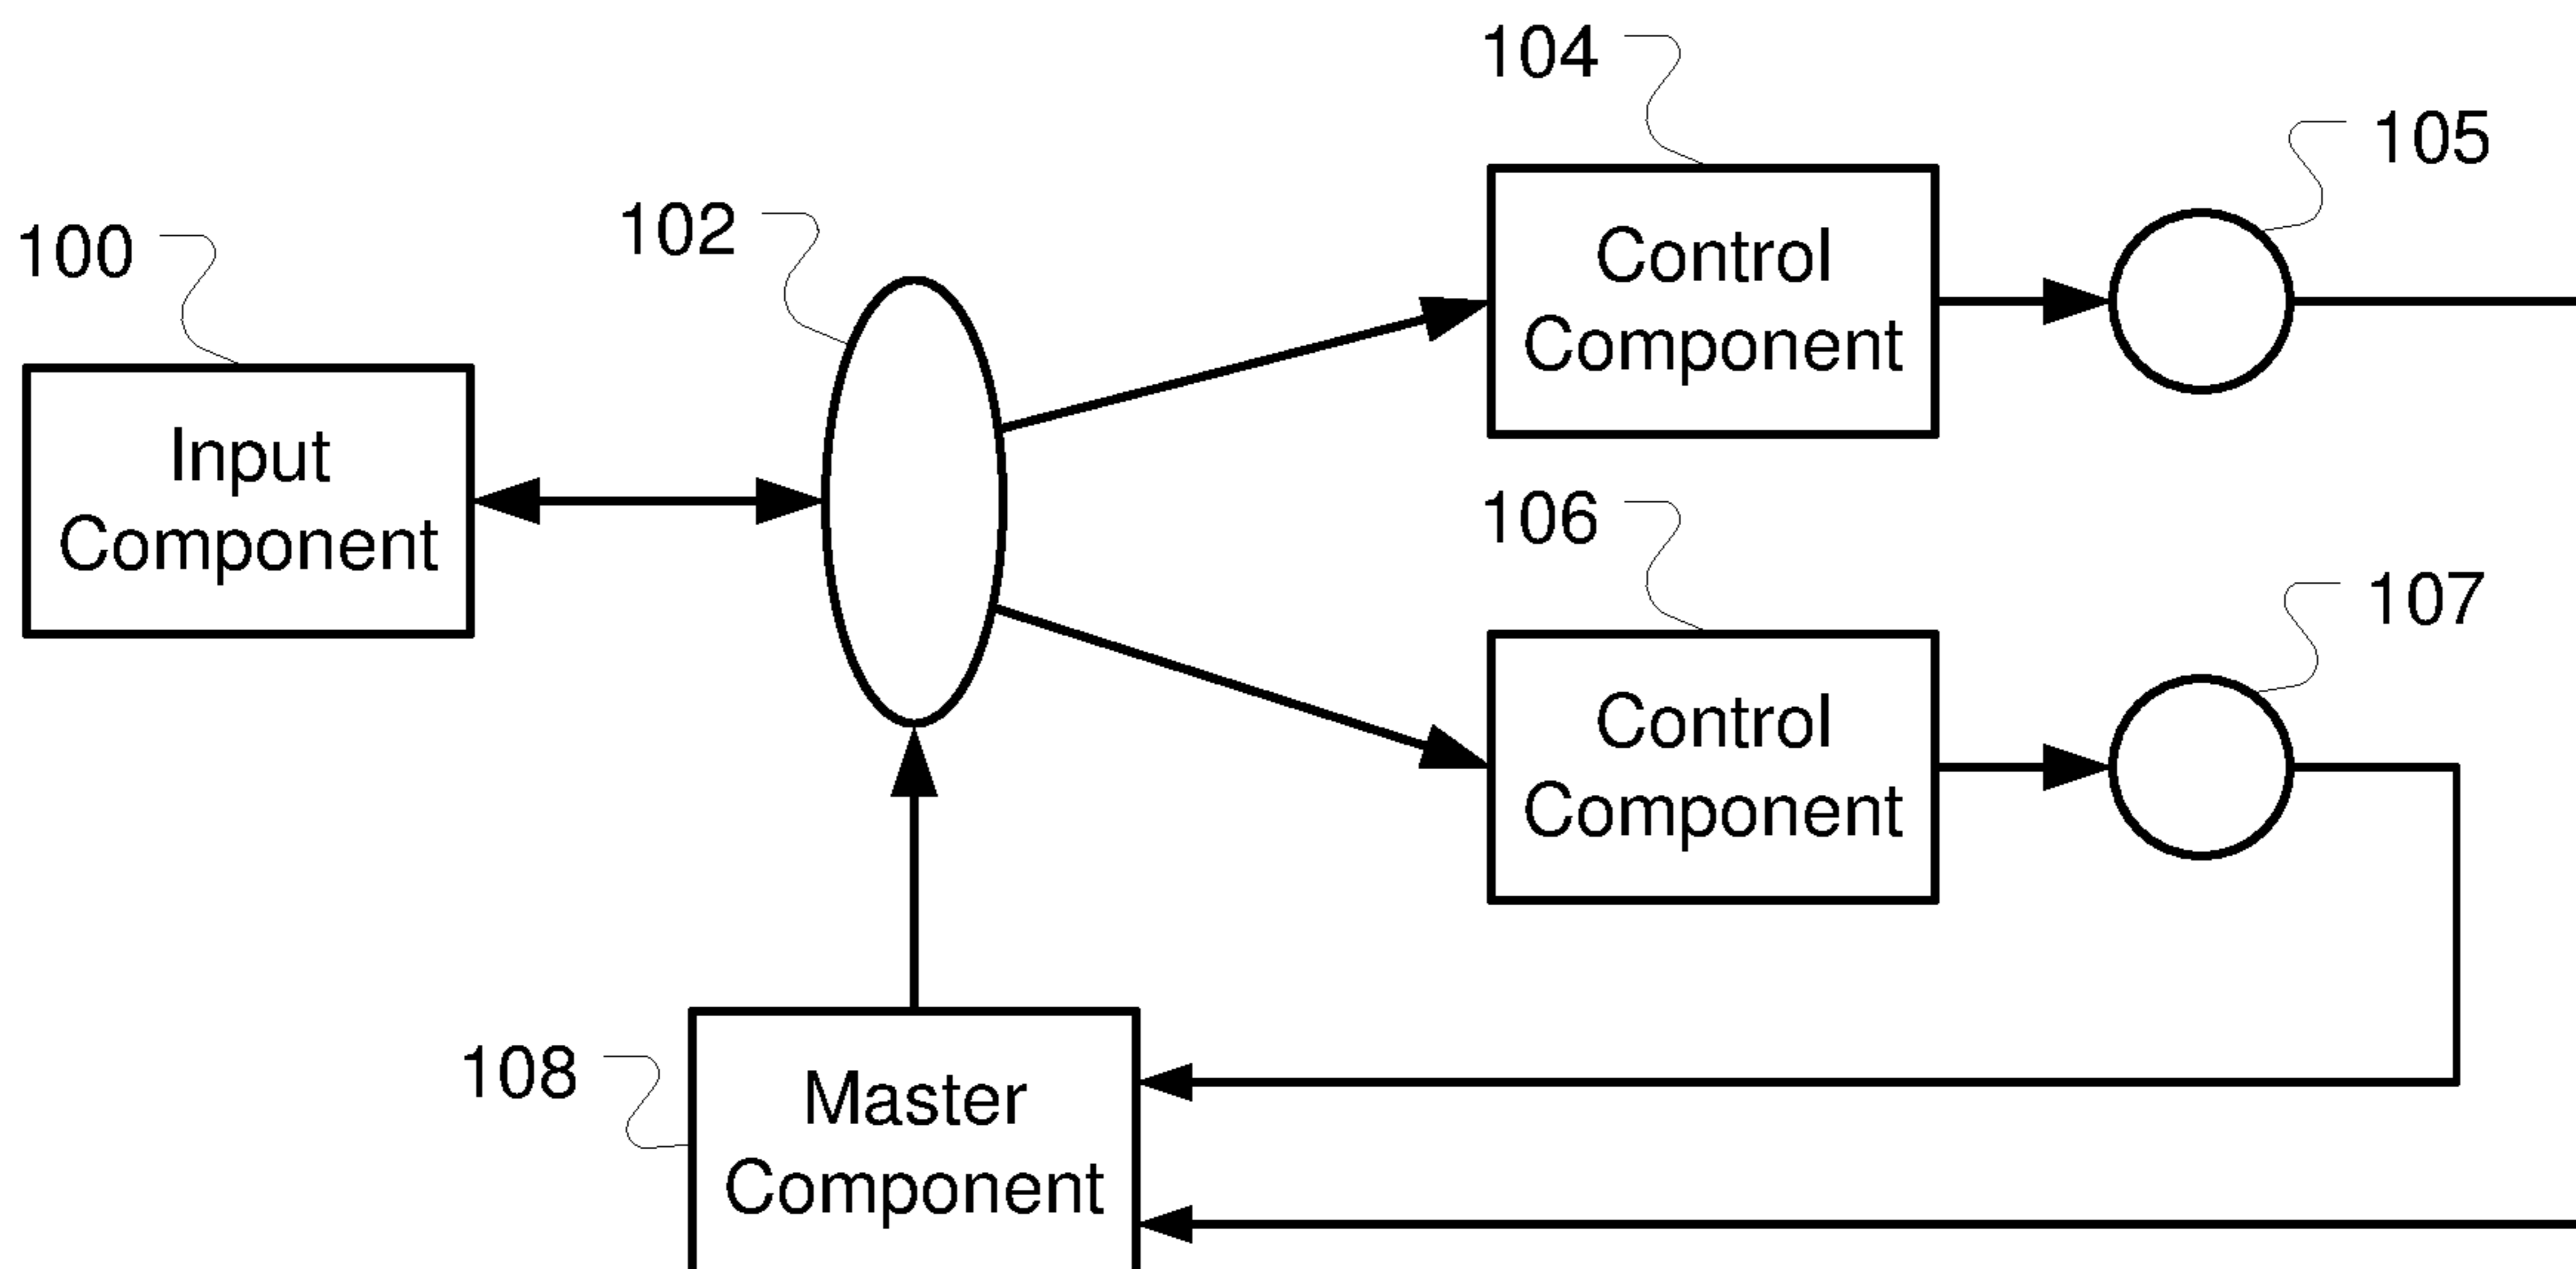 104
105
100
102
Control
Component
Input
Component
106
107
Control
Component
108
Master
Component